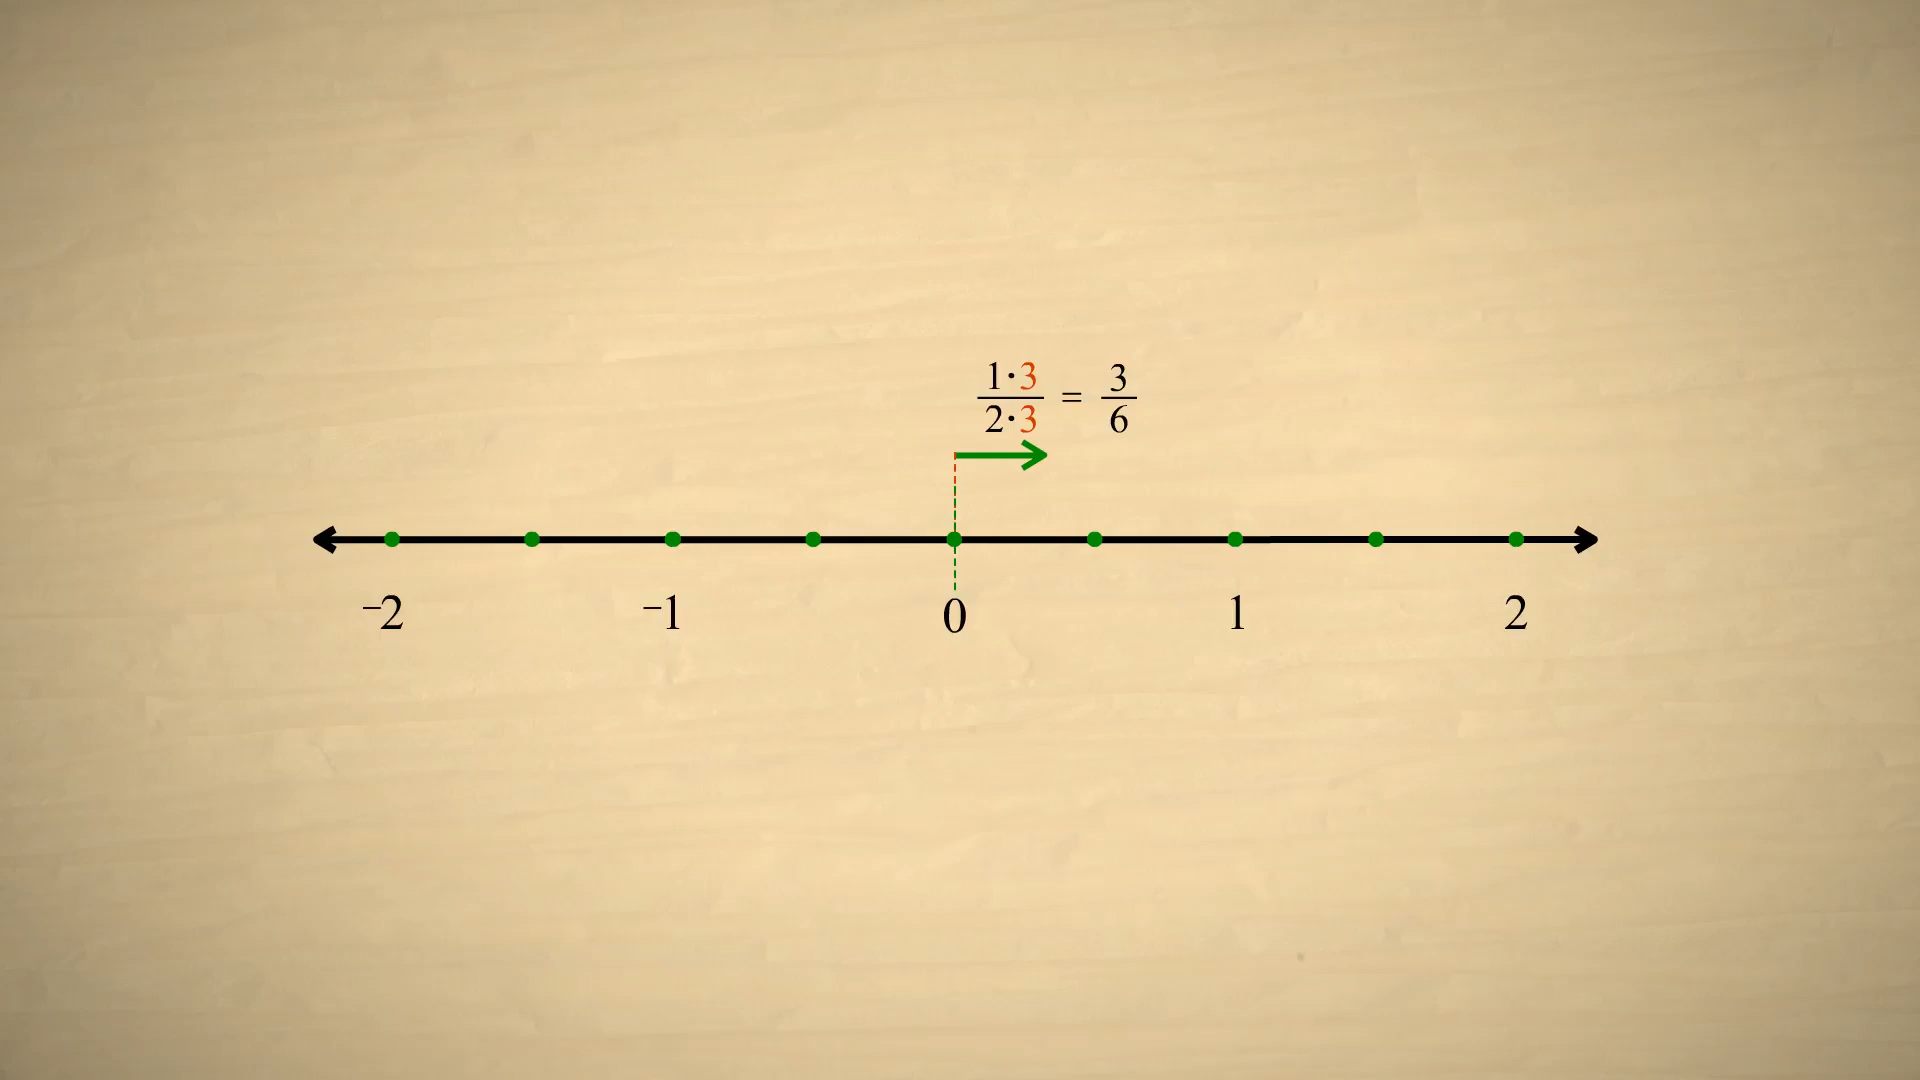 1·3 / 2·3 = 3 / 6
–2 –1 0 1 2